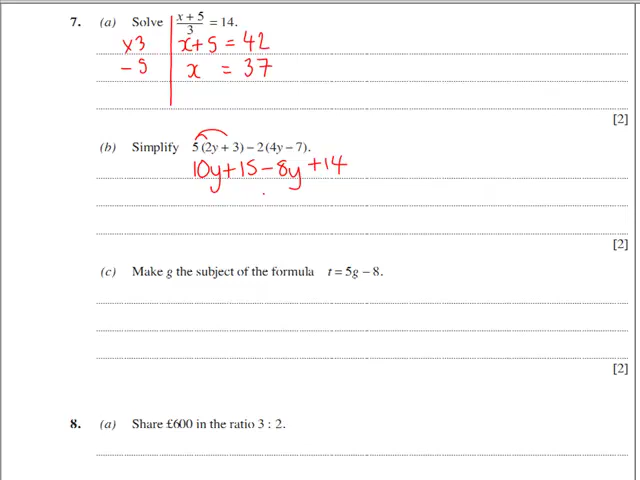 7. (a) Solve x + 5 / 3 = 14.
×3 x+5 = 42
-5 x = 37
[2]
(b) Simplify 5 (2y + 3) – 2 (4y – 7).
10y+15-8y+14
[2]
(c) Make g the subject of the formula t = 5g – 8.
[2]
8. (a) Share £600 in the ratio 3 : 2.